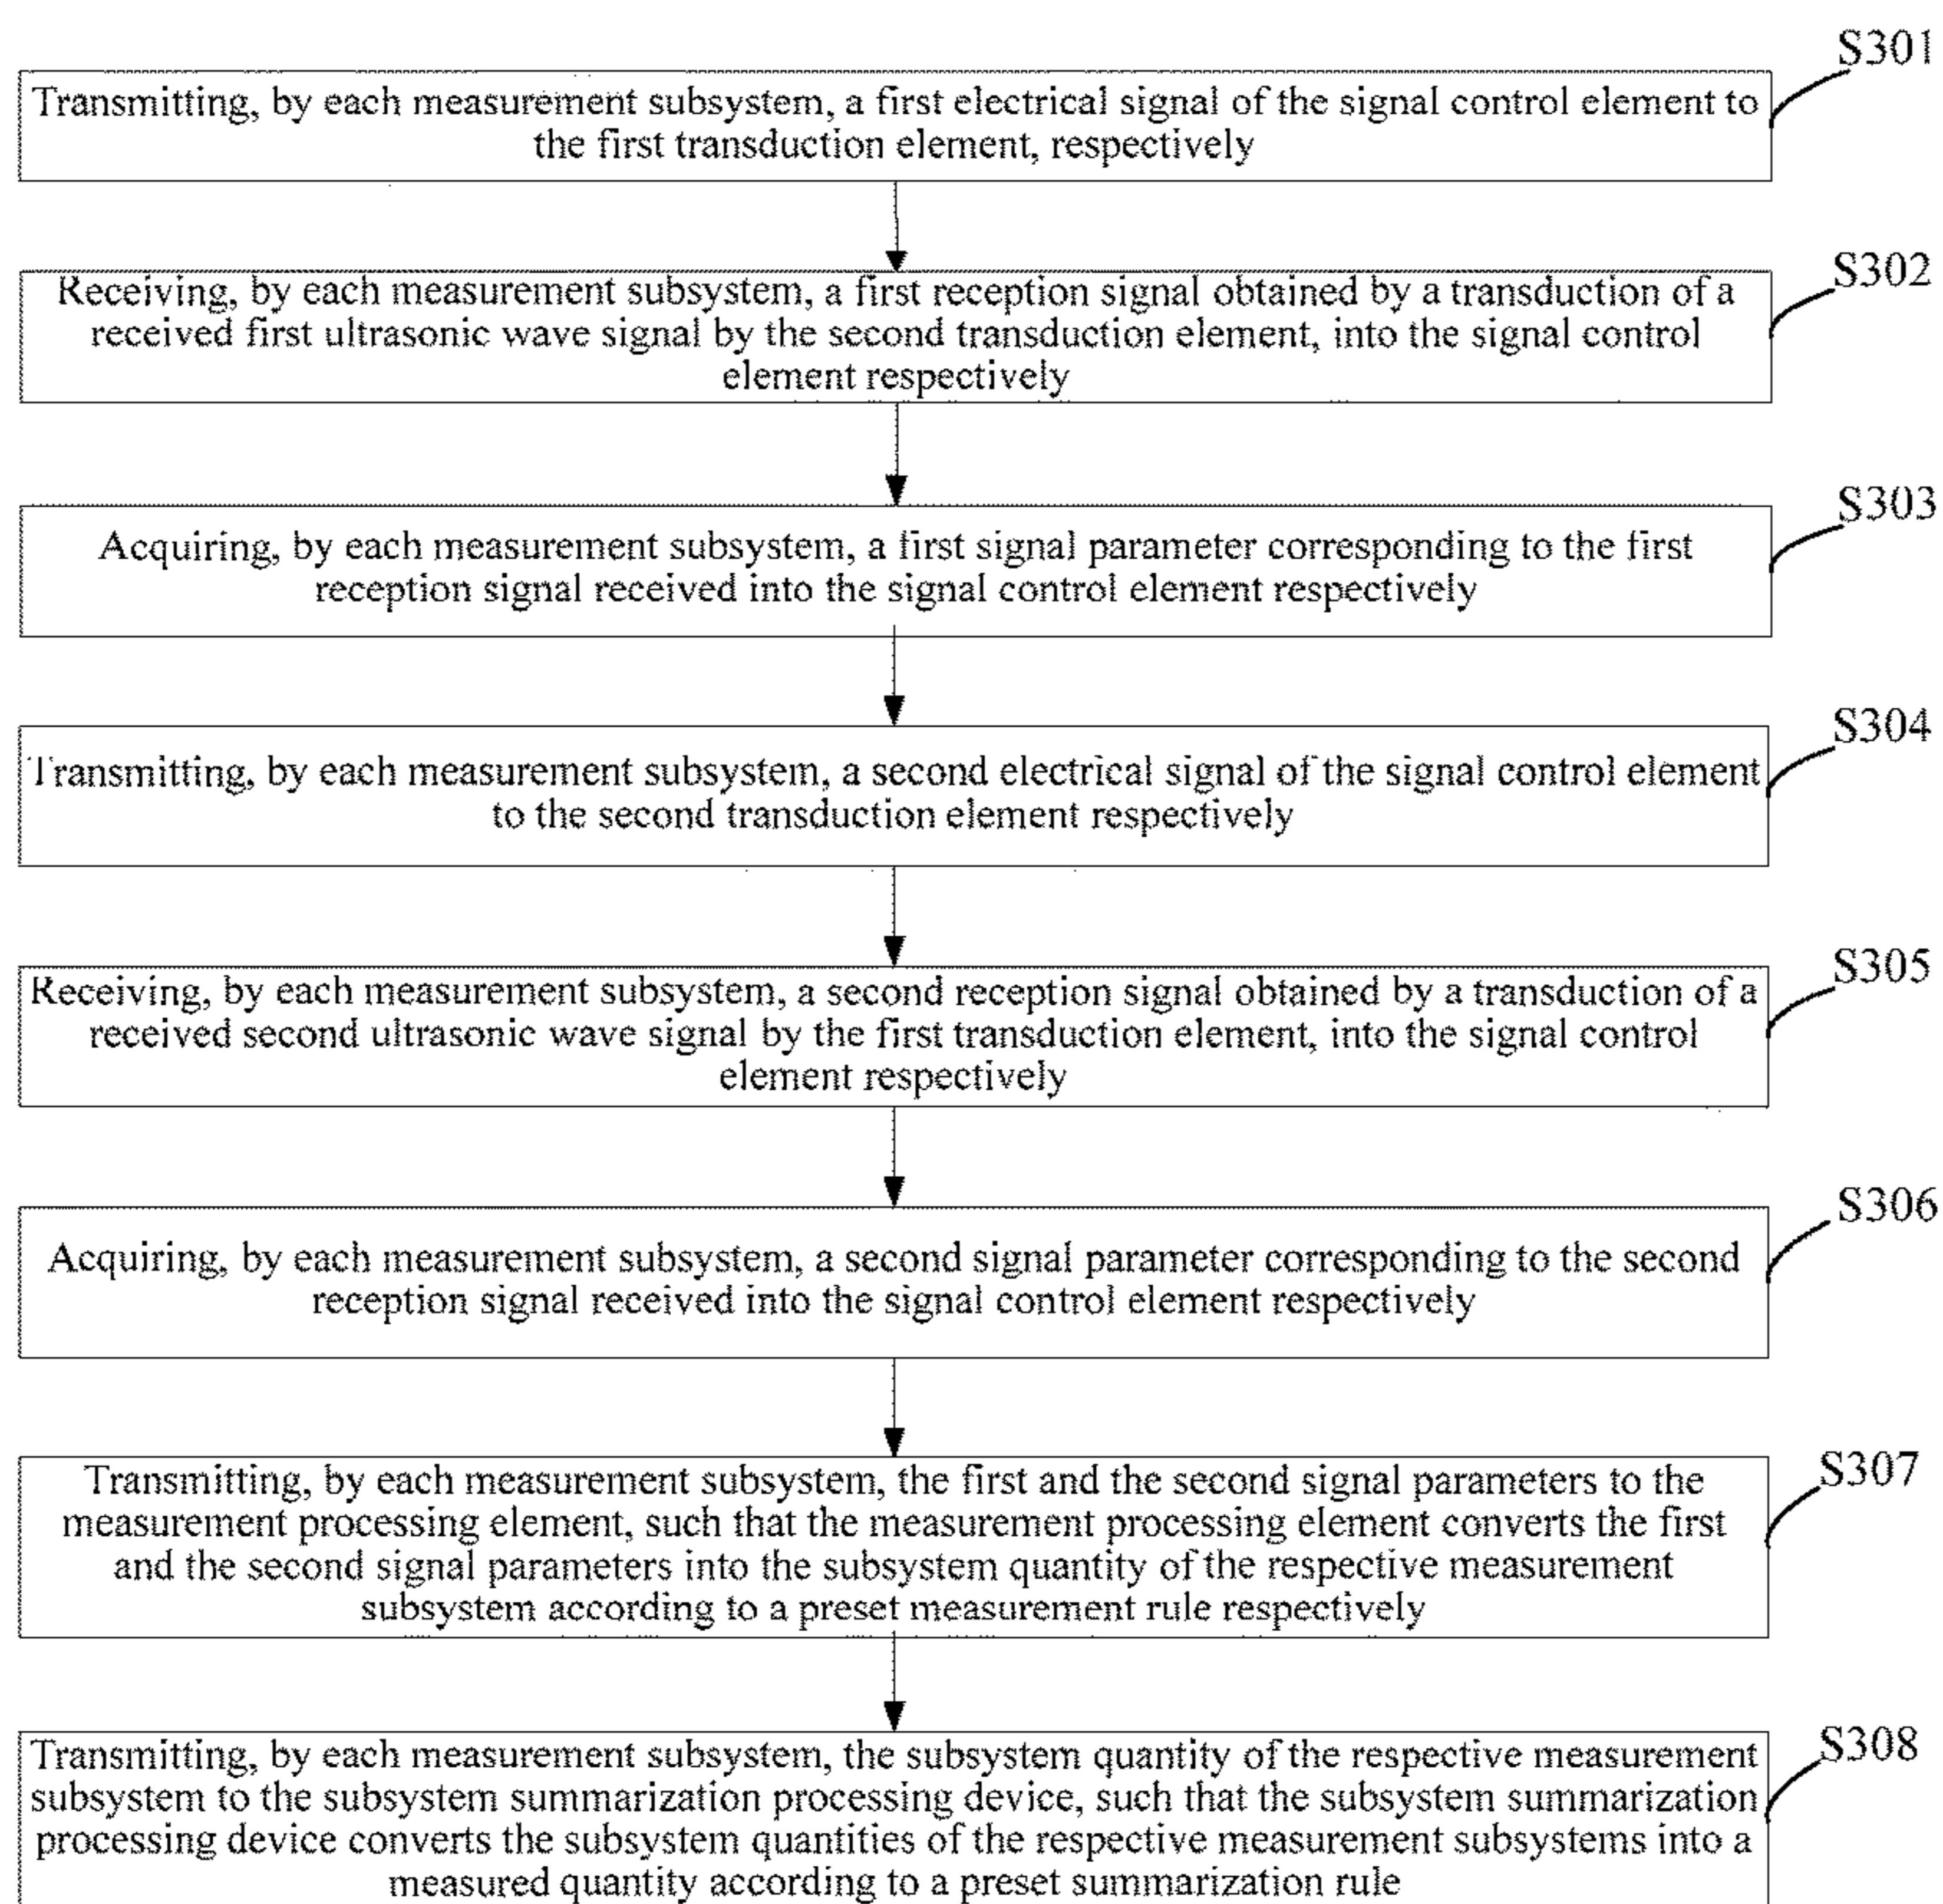 S301
Transmitting, by each measurement subsystem, a first electrical signal of the signal control element to
the first transduction element, respectively
S302
Receiving, by each measurement subsystem, a first reception signal obtained by a transduction of a
received first ultrasonic wave signal by the second transduction element, into the signal control
element respectively
S303
Acquiring, by each measurement subsystem, a first signal parameter corresponding to the first
reception signal received into the signal control element respectively
S304
Transmitting, by each measurement subsystem, a second electrical signal of the signal control element
to the second transduction element respectively
S305
Receiving, by each measurement subsystem, a second reception signal obtained by a transduction of a
received second ultrasonic wave signal by the first transduction element, into the signal control
element respectively
S306
Acquiring, by each measurement subsystem, a second signal parameter corresponding to the second
reception signal received into the signal control element respectively
S307
Transmitting, by each measurement subsystem, the first and the second signal parameters to the
measurement processing element, such that the measurement processing element converts the first
and the second signal parameters into the subsystem quantity of the respective measurement
subsystem according to a preset measurement rule respectively
S308
Transmitting, by each measurement subsystem, the subsystem quantity of the respective measurement
subsystem to the subsystem summarization processing device, such that the subsystem summarization
processing device converts the subsystem quantities of the respective measurement subsystems into a
measured quantity according to a preset summarization rule